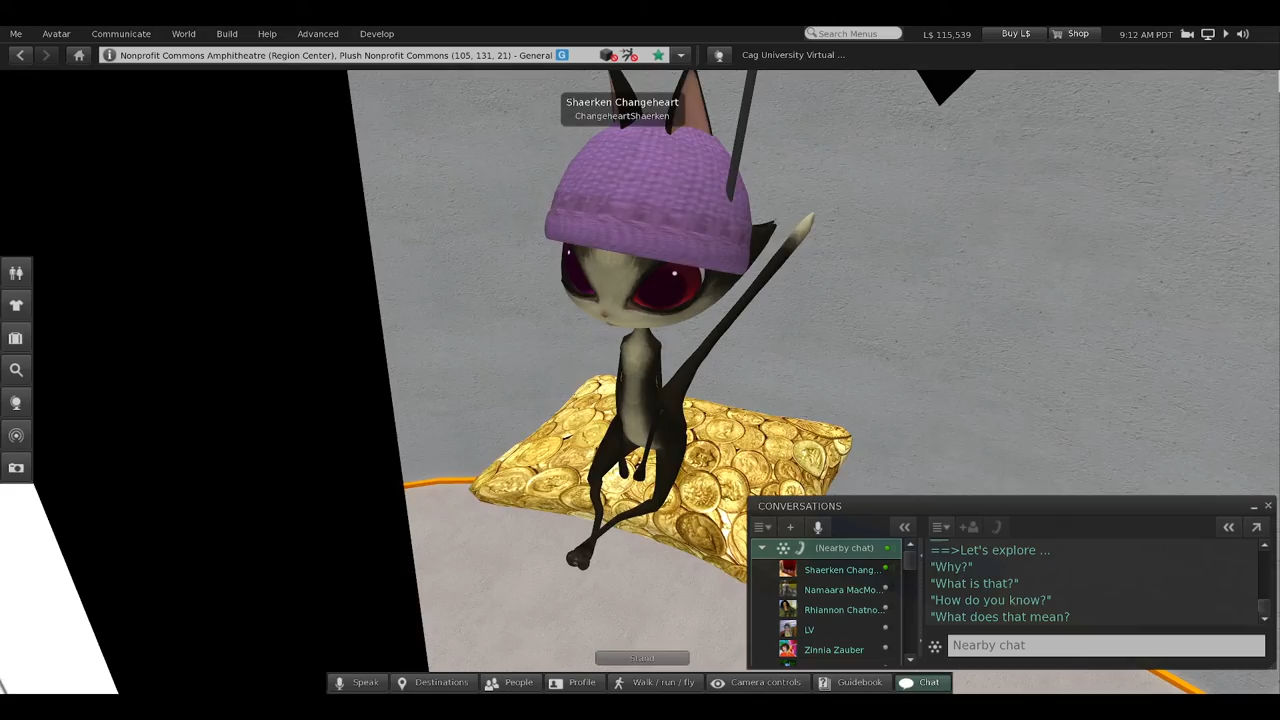 Me Avatar Communicate World Build Help Advanced Develop
Search Menus
L$ 115,539 Buy L$ Shop 9:12 AM PDT
Nonprofit Commons Amphitheatre (Region Center), Plush Nonprofit Commons (105, 131, 21) - General G
Cag University Virtual ...
Shaerken Changeheart
ChangeheartShaerken
CONVERSATIONS
(Nearby chat)
Shaerken Chang...
Namaara MacMo...
Rhiannon Chatno...
LV
Zinnia Zauber
==>Let's explore ...
"Why?"
"What is that?"
"How do you know?"
"What does that mean?
Nearby chat
Stand
Speak Destinations People Profile Walk / run / fly Camera controls Guidebook Chat